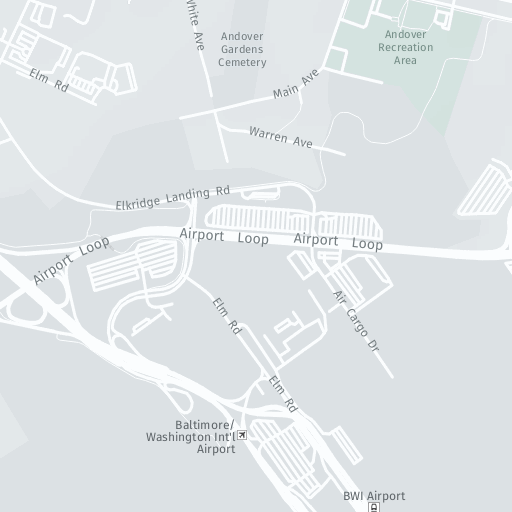 White Ave
Andover
Gardens
Cemetery
Andover
Recreation
Area
Elm Rd
Main Ave
Warren Ave
Elkridge Landing Rd
Airport Loop
Airport Loop
Airport Loop
Elm Rd
Air Cargo Dr
Elm Rd
Baltimore/
Washington Int'l
Airport
BWI Airport